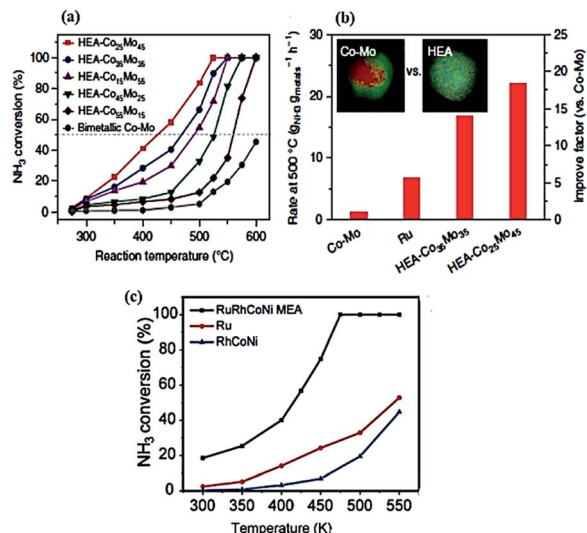 (a)
HEA-Co25Mo45
HEA-Co35Mo35
HEA-Co15Mo55
HEA-Co45Mo25
HEA-Co55Mo15
Bimetallic Co-Mo
NH3 conversion (%)
100
80
60
40
20
0
300 400 500 600
Reaction temperature (°C)
(b)
Co-Mo
vs.
HEA
Rate at 500 °C (gNH3 gmetals−1 h−1)
30
20
10
0
Improve factor (vs. Co-Mo)
25
20
15
10
5
0
Co-Mo
Ru
HEA-Co35Mo35
HEA-Co25Mo45
(c)
RuRhCoNi MEA
Ru
RhCoNi
NH3 conversion (%)
100
80
60
40
20
0
300 350 400 450 500 550
Temperature (K)